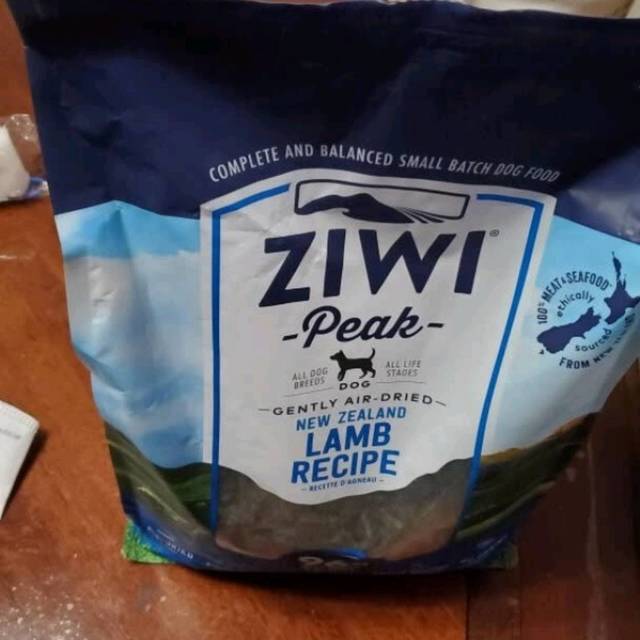 COMPLETE AND BALANCED SMALL BATCH DOG FOOD
ZIWI®
-Peak-
ALL DOG BREEDS
DOG
ALL LIFE STAGES
GENTLY AIR-DRIED
NEW ZEALAND
LAMB
RECIPE
- RECETTE D'AGNEAU -
100% MEAT & SEAFOOD
ethically
sourced
FROM NEW